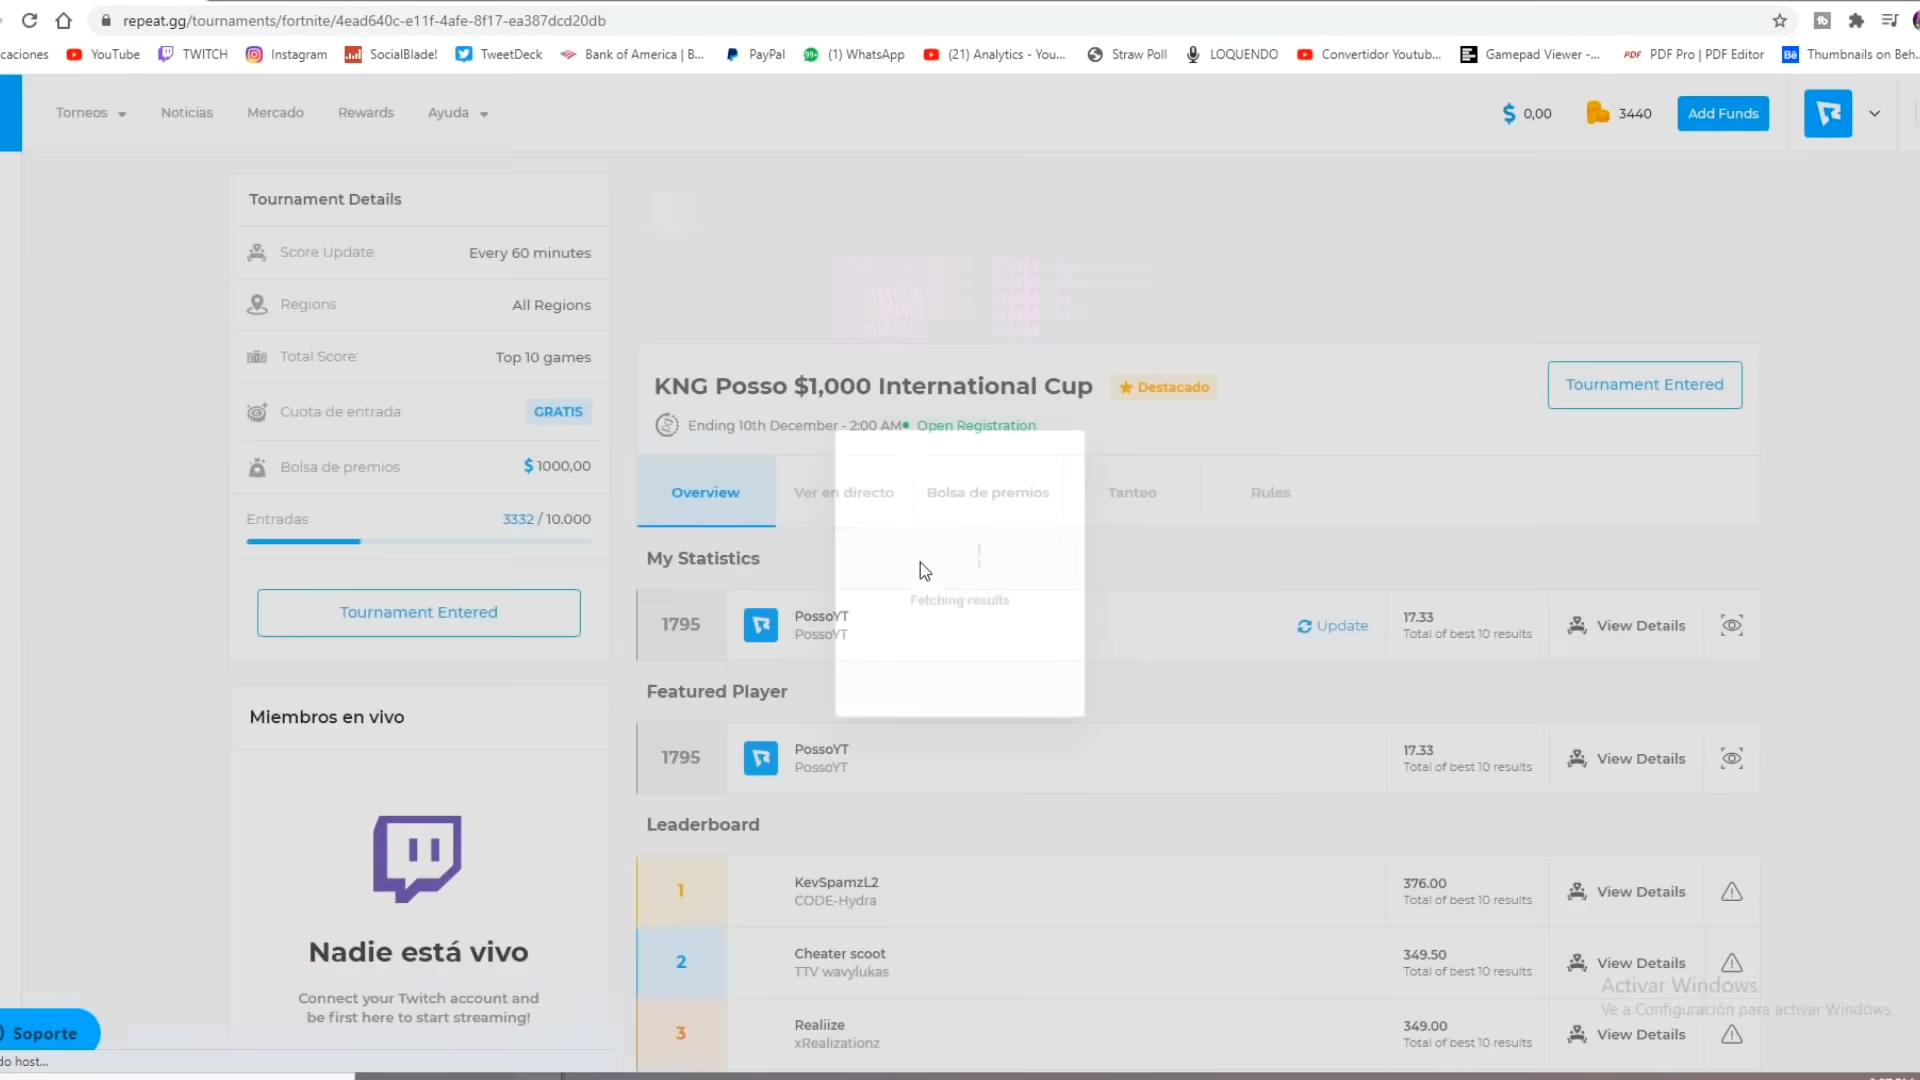 repeat.gg/tournaments/fortnite/4ead640c-e11f-4afe-8f17-ea387dcd20db
caciones YouTube TWITCH Instagram SocialBlade! TweetDeck Bank of America | B... PayPal (1) WhatsApp (21) Analytics - You... Straw Poll LOQUENDO Convertidor Youtub... Gamepad Viewer -... PDF Pro | PDF Editor Thumbnails on Beh...
Torneos Noticias Mercado Rewards Ayuda $ 0,00 3440 Add Funds
Tournament Details
Score Update Every 60 minutes
Regions All Regions
Total Score: Top 10 games
Cuota de entrada GRATIS
Bolsa de premios $ 1000,00
Entradas 3332 / 10.000
Tournament Entered
Miembros en vivo
Nadie está vivo
Connect your Twitch account and
be first here to start streaming!
Soporte
do host...
KNG Posso $1,000 International Cup Destacado
Tournament Entered
Ending 10th December - 2:00 AM Open Registration
Overview Ver en directo Bolsa de premios Tanteo Rules
Fetching results
My Statistics
1795 PossoYT Update 17.33 View Details
PossoYT Total of best 10 results
Featured Player
1795 PossoYT 17.33 View Details
PossoYT Total of best 10 results
Leaderboard
1 KevSpamzL2 376.00 View Details
CODE-Hydra Total of best 10 results
2 Cheater scoot 349.50 View Details
TTV wavylukas Total of best 10 results
3 Realiize 349.00 View Details
xRealizationz Total of best 10 results
Activar Windows
Ve a Configuración para activar Windows.